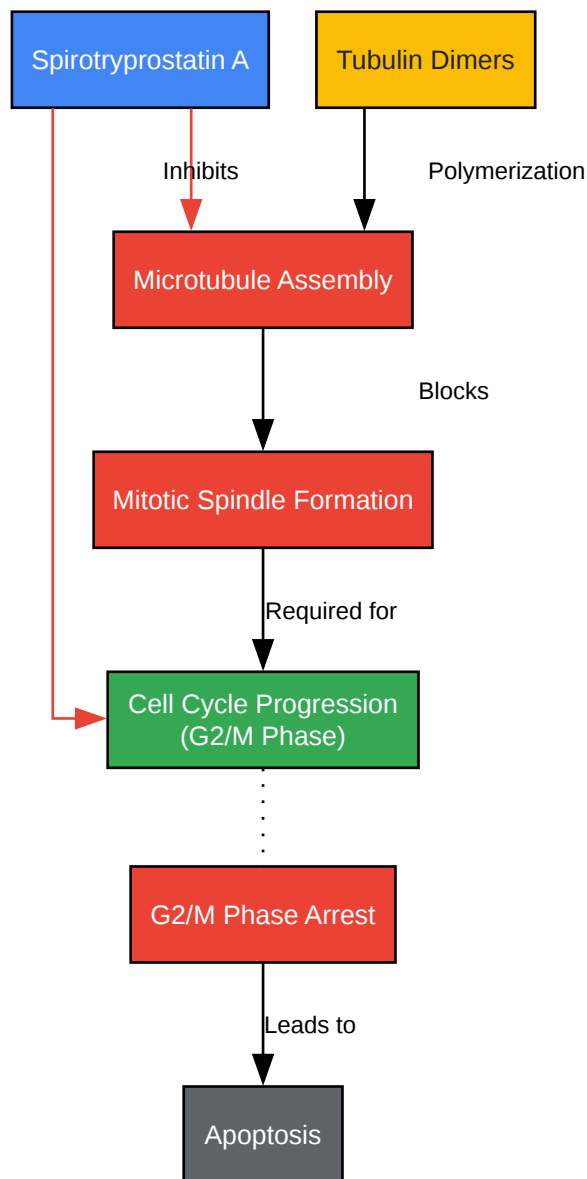 Spirotryprostatin A
Tubulin Dimers
Inhibits
Polymerization
Microtubule Assembly
Blocks
Mitotic Spindle Formation
Required for
Cell Cycle Progression
(G2/M Phase)
G2/M Phase Arrest
Leads to
Apoptosis